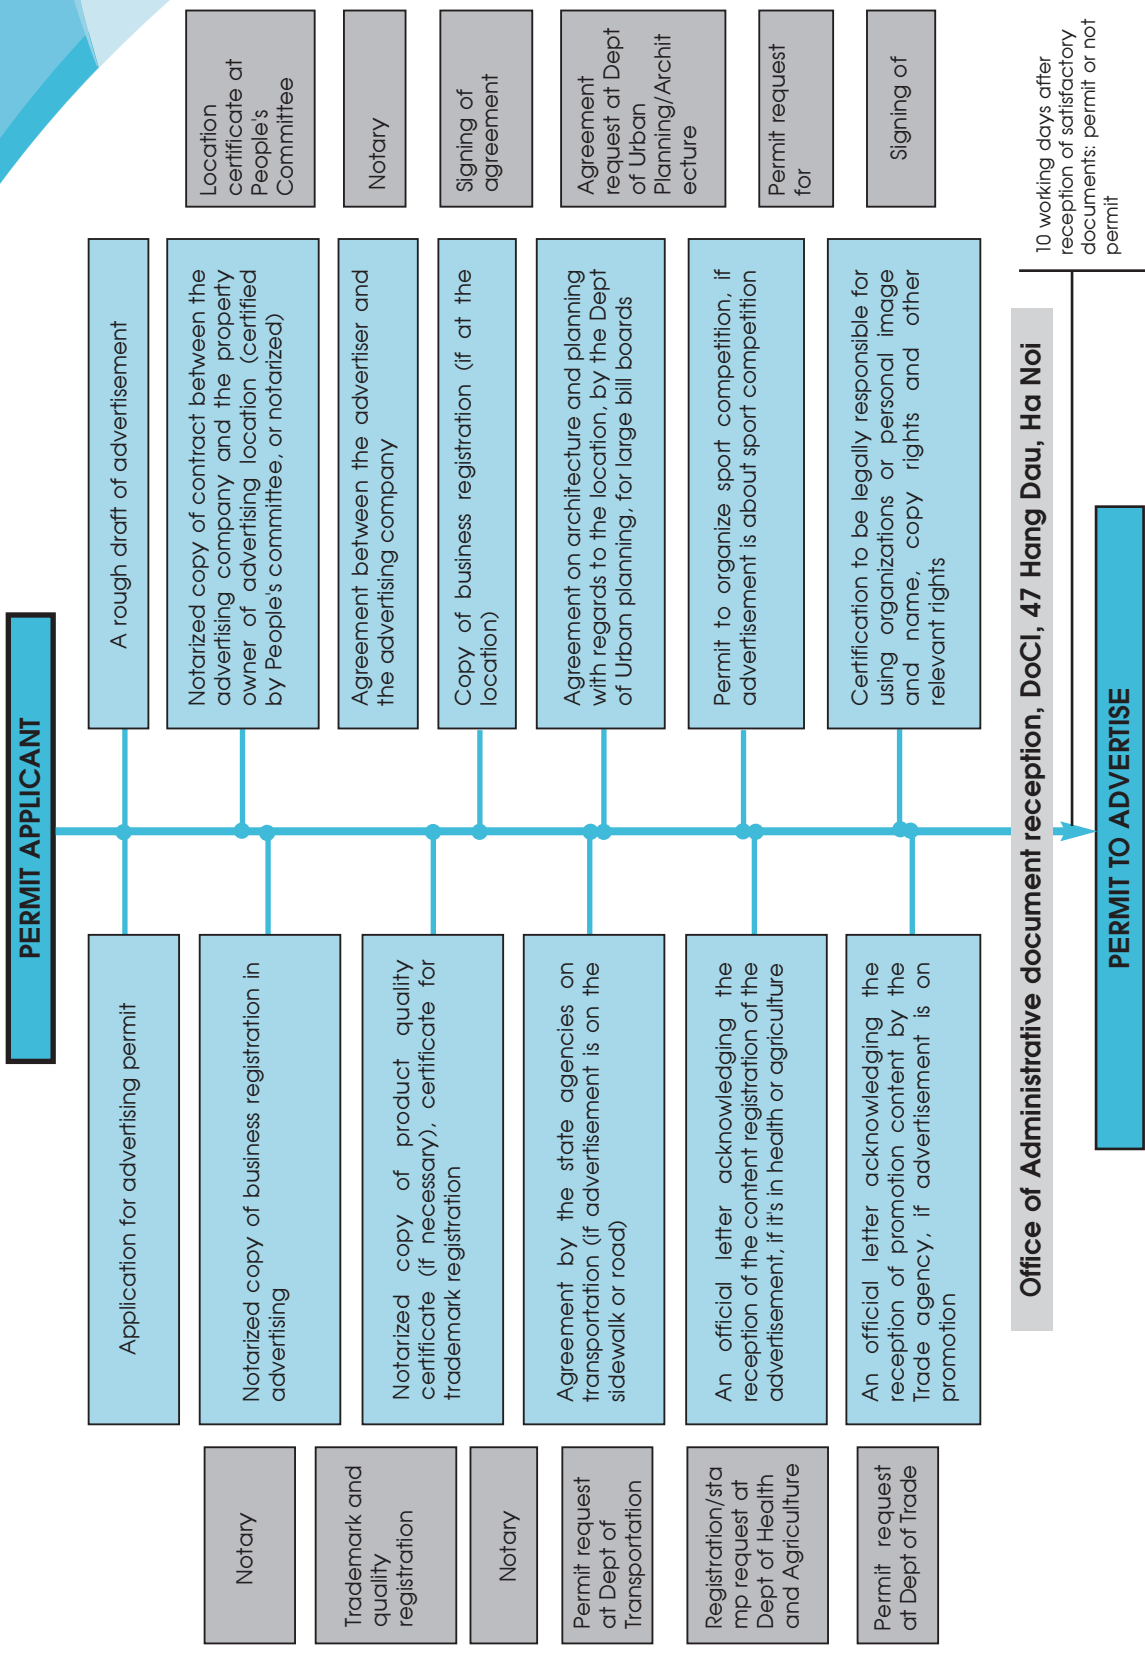 PERMIT APPLICANT
Application for advertising permit
A rough draft of advertisement
Notary
Notarized copy of business registration in
advertising
Notarized copy of contract between the
advertising company and the property
owner of advertising location (certified
by People's committee, or notarized)
Location
certificate at
People's
Committee
Trademark and
quality
registration
Notarized copy of product quality
certificate (if necessary), certificate for
trademark registration
Agreement between the advertiser and
the advertising company
Notary
Notary
Copy of business registration (if at the
location)
Signing of
agreement
Permit request
at Dept of
Transportation
Agreement by the state agencies on
transportation (if advertisement is on the
sidewalk or road)
Agreement on architecture and planning
with regards to the location, by the Dept
of Urban planning, for large bill boards
Agreement
request at Dept
of Urban
Planning/Archit
ecture
Registration/sta
mp request at
Dept of Health
and Agriculture
An official letter acknowledging the
reception of the content registration of the
advertisement, if it's in health or agriculture
Permit to organize sport competition, if
advertisement is about sport competition
Permit request
for
Permit request
at Dept of Trade
An official letter acknowledging the
reception of promotion content by the
Trade agency, if advertisement is on
promotion
Certification to be legally responsible for
using organizations or personal image
and name, copy rights and other
relevant rights
Signing of
Office of Administrative document reception, DoCI, 47 Hang Dau, Ha Noi
10 working days after
reception of satisfactory
documents: permit or not
permit
PERMIT TO ADVERTISE